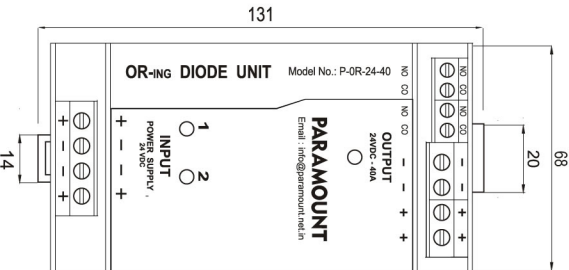 131
OR-ING DIODE UNIT
Model No.: P-0R-24-40
NO
CO
NO
CO
NO
CO
NO
CO
PARAMOUNT
Email : info@paramount.net.in
OUTPUT
24VDC - 40A
- - + +
- - + +
1
2
INPUT
POWER SUPPLY,
24 VDC
+ - - +
+ - - +
14
20
68